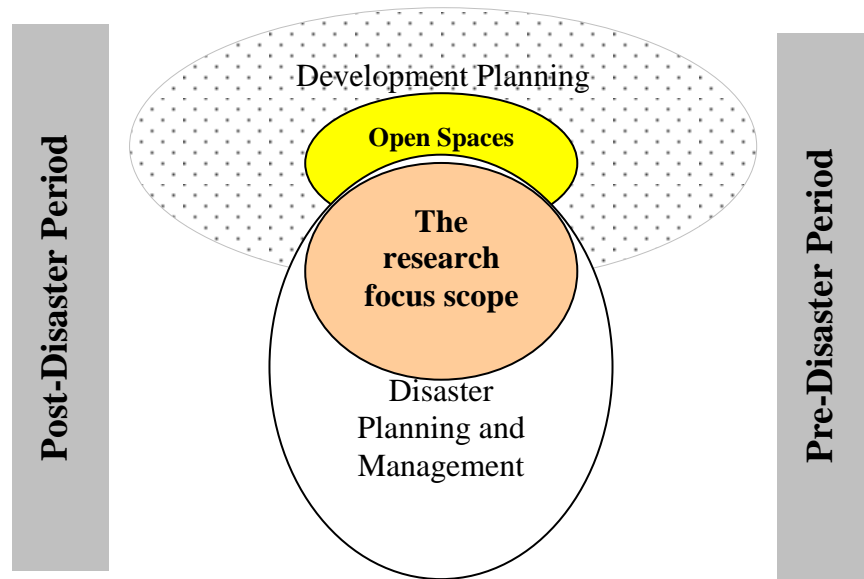 Post-Disaster Period
Development Planning
Open Spaces
The
research
focus scope
Disaster
Planning and
Management
Pre-Disaster Period